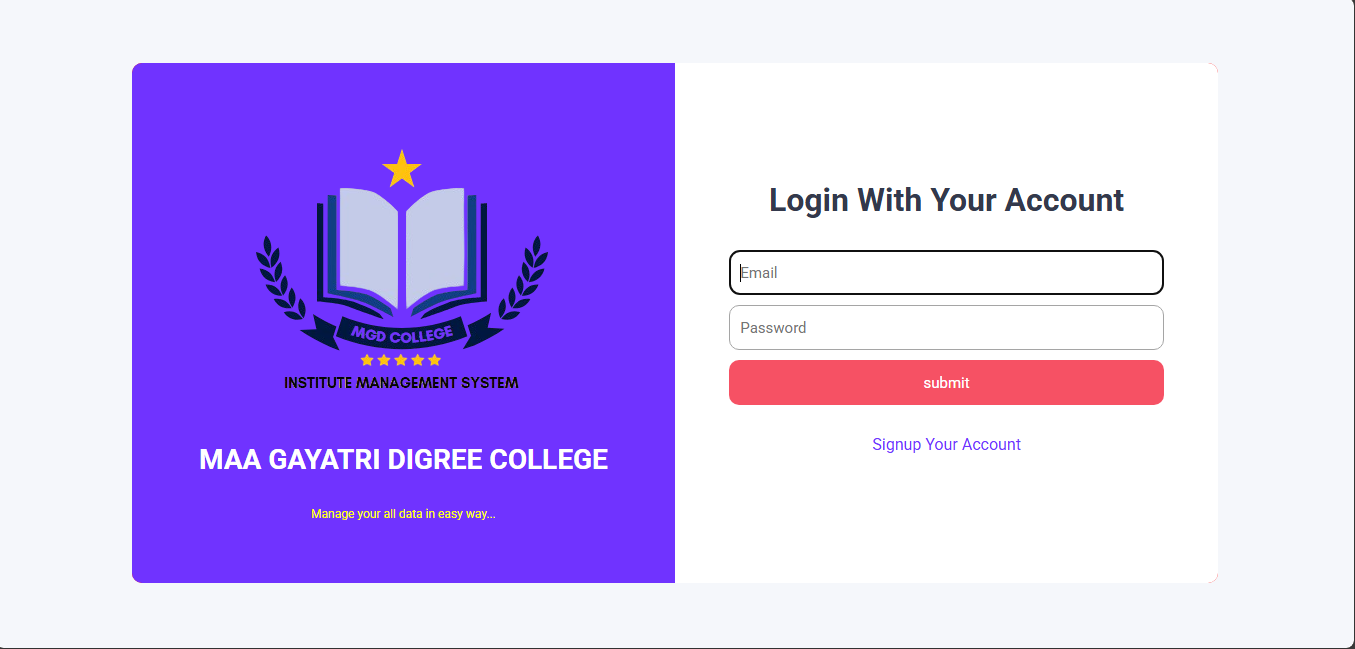 MGD COLLEGE
INSTITUTE MANAGEMENT SYSTEM
MAA GAYATRI DIGREE COLLEGE
Manage your all data in easy way...
Login With Your Account
Email
Password
submit
Signup Your Account